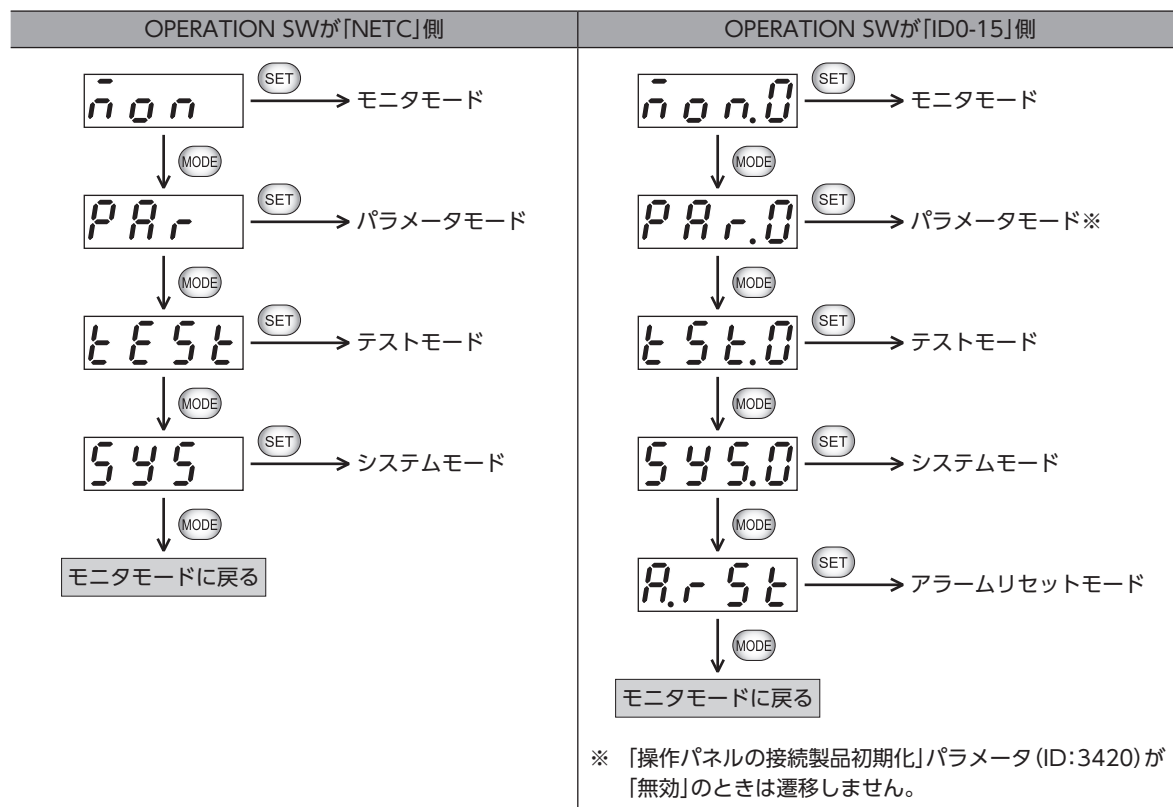 OPERATION SWが「NETC」側
mon
SET
モニタモード
MODE
PAr
SET
パラメータモード
MODE
tESt
SET
テストモード
MODE
SYS
SET
システムモード
MODE
モニタモードに戻る
OPERATION SWが「ID0-15」側
mon.0
SET
モニタモード
MODE
PAr.0
SET
パラメータモード※
MODE
tSt.0
SET
テストモード
MODE
SYS.0
SET
システムモード
MODE
A.rSt
SET
アラームリセットモード
MODE
モニタモードに戻る
※ 「操作パネルの接続製品初期化」パラメータ(ID:3420)が
「無効」のときは遷移しません。